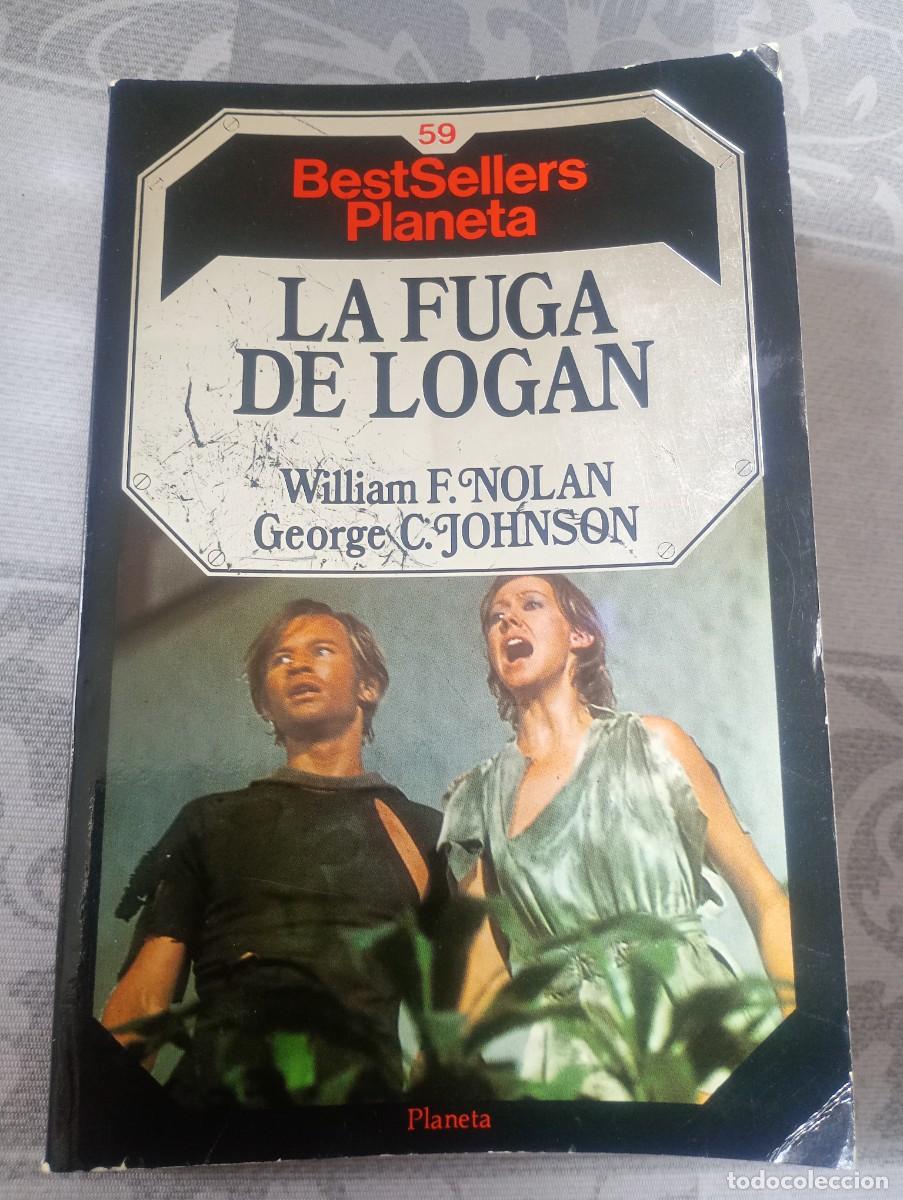 59
BestSellers
Planeta
LA FUGA
DE LOGAN
William F. NOLAN
George C. JOHNSON
Planeta
todocoleccion